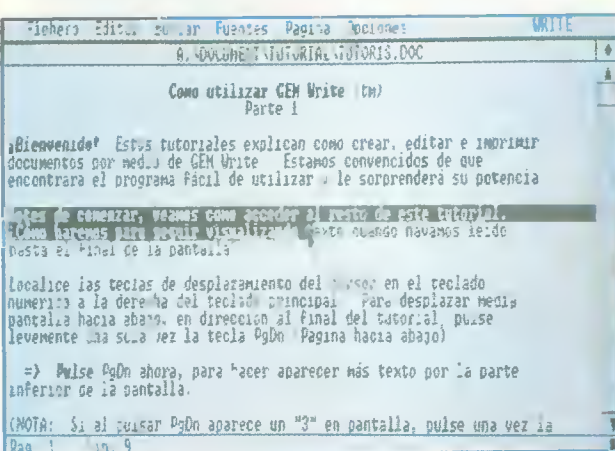 Fichero Editar Buscar Fuentes Pagina Opciones WRITE
A:\DOCUMENT\TUTORIAL\TUTOR1S.DOC
Como utilizar GEM Write (tm)
Parte 1
¡Bienvenido! Estos tutoriales explican como crear, editar e imprimir
documentos por medio de GEM Write Estamos convencidos de que
encontrara el programa fácil de utilizar y le sorprendera su potencia
Antes de comenzar, veamos como acceder al resto de este tutorial.
¿Como haremos para seguir visualizando texto cuando hayamos leido
hasta el final de la pantalla
Localice las teclas de desplazamiento del cursor en el teclado
numerico a la derecha del teclado principal Para desplazar media
pantalla hacia abajo, en direccion al final del tutorial, pulse
levemente una sola vez la tecla PgDn (Pagina hacia abajo)
=> Pulse PgDn ahora, para hacer aparecer más texto por la parte
inferior de la pantalla.
(NOTA: Si al pulsar PgDn aparece un "3" en pantalla, pulse una vez la
Pag. 1 Lin. 9